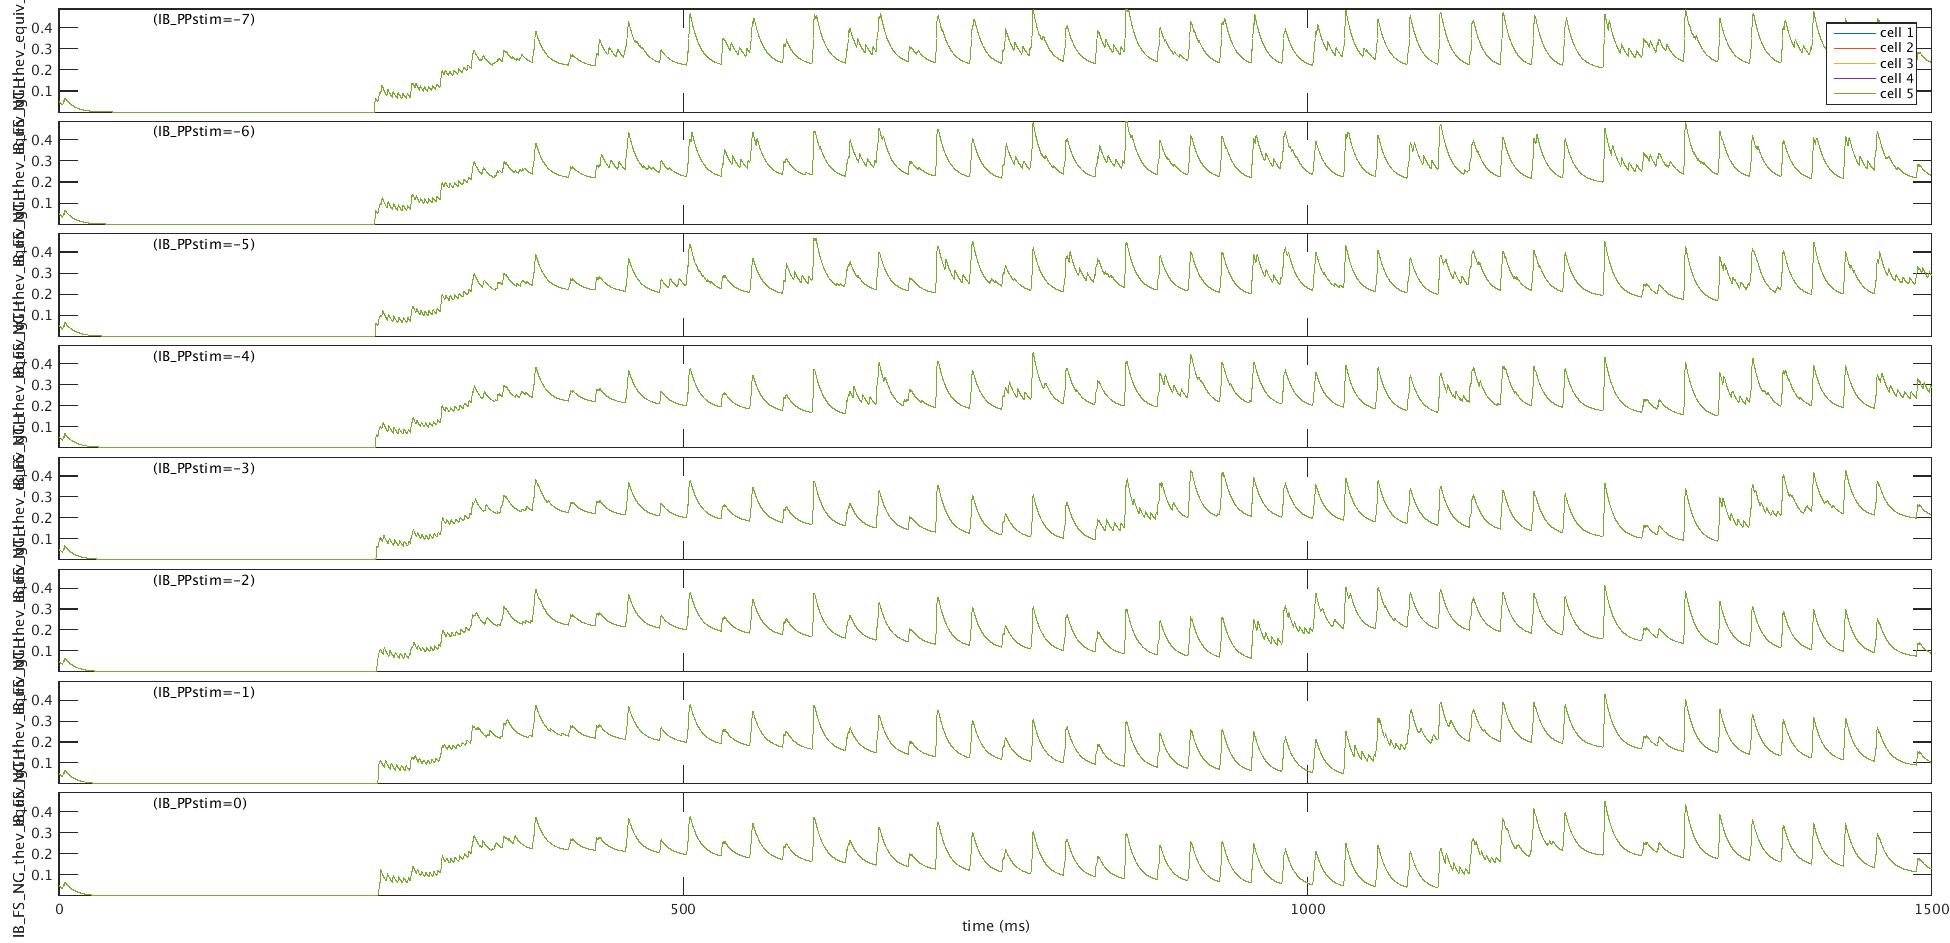 (IB_PPstim=-7)
0.4
0.3
0.2
0.1
cell 1
cell 2
cell 3
cell 4
cell 5
(IB_PPstim=-6)
0.4
0.3
0.2
0.1
(IB_PPstim=-5)
0.4
0.3
0.2
0.1
(IB_PPstim=-4)
0.4
0.3
0.2
0.1
(IB_PPstim=-3)
0.4
0.3
0.2
0.1
(IB_PPstim=-2)
0.4
0.3
0.2
0.1
(IB_PPstim=-1)
0.4
0.3
0.2
0.1
(IB_PPstim=0)
0.4
0.3
0.2
0.1
IB_FS_NG_thev_equiv_
0
500
1000
1500
time (ms)